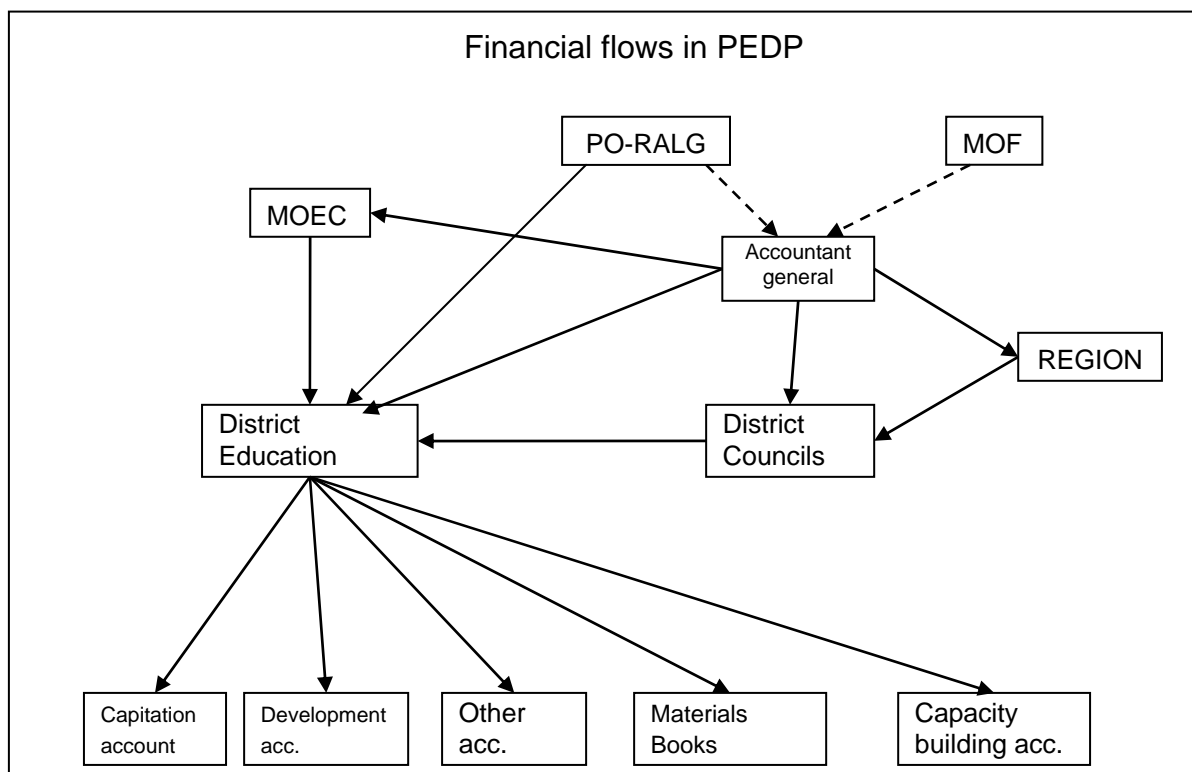 Financial flows in PEDP
PO-RALG
MOF
MOEC
Accountant
general
REGION
District
Education
District
Councils
Capitation
account
Development
acc.
Other
acc.
Materials
Books
Capacity
building acc.